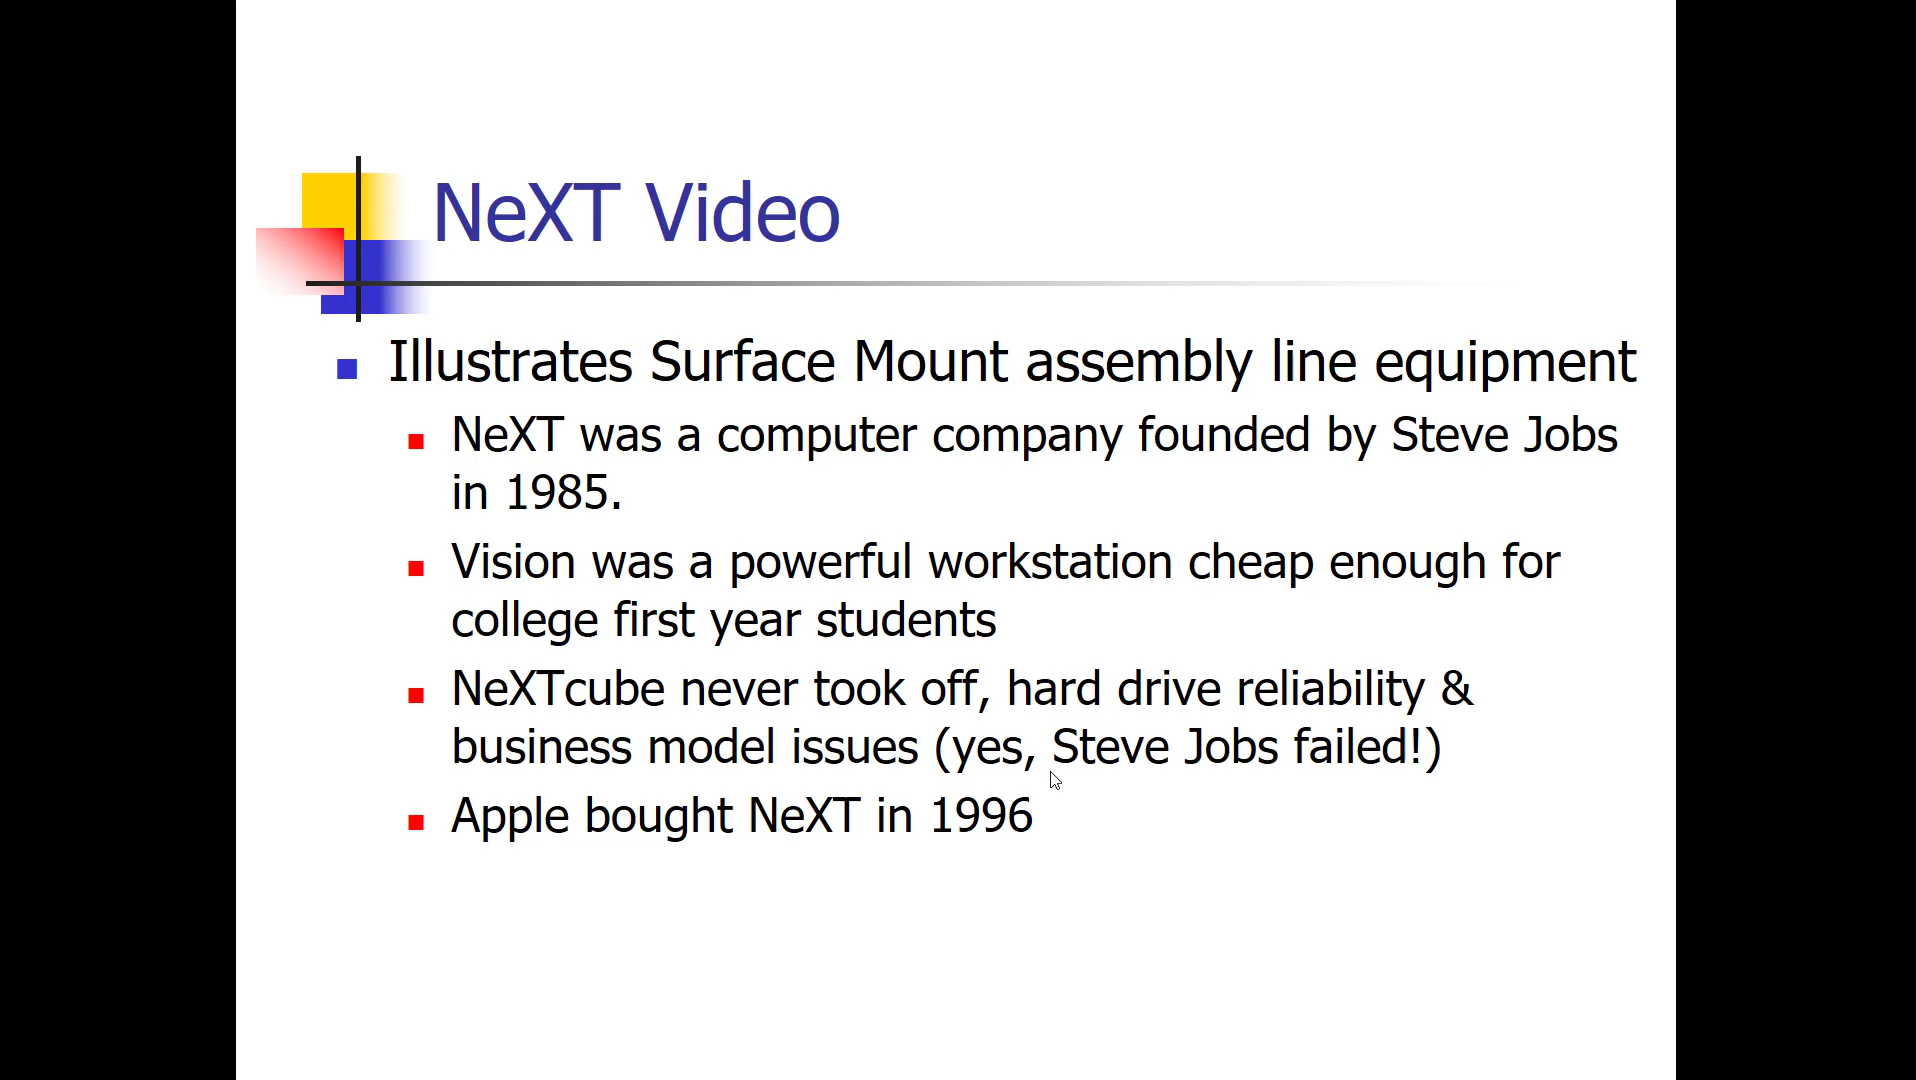 NeXT Video
Illustrates Surface Mount assembly line equipment
NeXT was a computer company founded by Steve Jobs
in 1985.
Vision was a powerful workstation cheap enough for
college first year students
NeXTcube never took off, hard drive reliability &
business model issues (yes, Steve Jobs failed!)
Apple bought NeXT in 1996